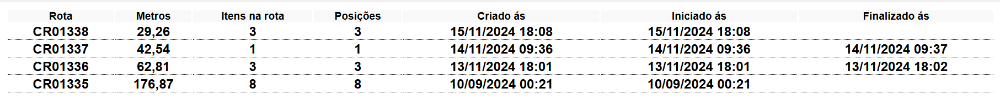 Rota Metros Itens na rota Posições Criado ás Iniciado ás Finalizado ás
CR01338 29,26 3 3 15/11/2024 18:08 15/11/2024 18:08
CR01337 42,54 1 1 14/11/2024 09:36 14/11/2024 09:36 14/11/2024 09:37
CR01336 62,81 3 3 13/11/2024 18:01 13/11/2024 18:01 13/11/2024 18:02
CR01335 176,87 8 8 10/09/2024 00:21 10/09/2024 00:21